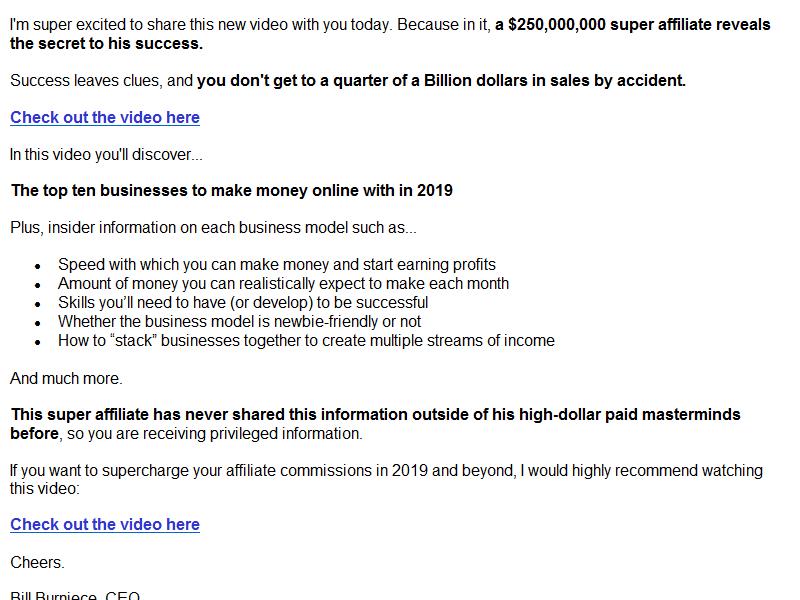 I'm super excited to share this new video with you today. Because in it, a $250,000,000 super affiliate reveals
the secret to his success.
Success leaves clues, and you don't get to a quarter of a Billion dollars in sales by accident.
Check out the video here
In this video you'll discover...
The top ten businesses to make money online with in 2019
Plus, insider information on each business model such as...
• Speed with which you can make money and start earning profits
• Amount of money you can realistically expect to make each month
• Skills you’ll need to have (or develop) to be successful
• Whether the business model is newbie-friendly or not
• How to “stack” businesses together to create multiple streams of income
And much more.
This super affiliate has never shared this information outside of his high-dollar paid masterminds
before, so you are receiving privileged information.
If you want to supercharge your affiliate commissions in 2019 and beyond, I would highly recommend watching
this video:
Check out the video here
Cheers.
Bill Burniece, CEO